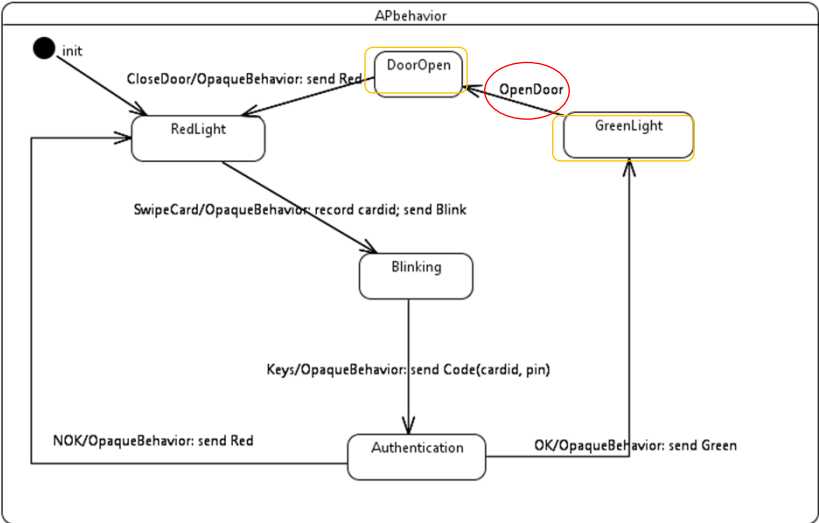 APbehavior
init
DoorOpen
CloseDoor/OpaqueBehavior: send Red
OpenDoor
RedLight
GreenLight
SwipeCard/OpaqueBehavior: record cardid; send Blink
Blinking
Keys/OpaqueBehavior: send Code(cardid, pin)
NOK/OpaqueBehavior: send Red
Authentication
OK/OpaqueBehavior: send Green